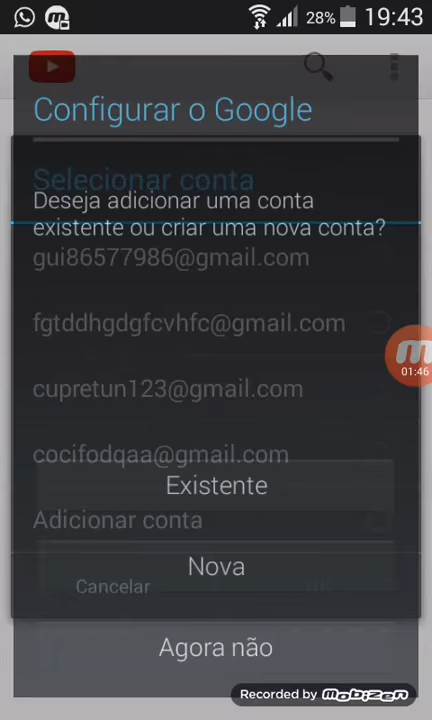 28% 19:43
Configurar o Google
Selecionar conta
Deseja adicionar uma conta
existente ou criar uma nova conta?
gui86577986@gmail.com
fgtddhgdgfcvhfc@gmail.com
cupretun123@gmail.com
01:46
cocifodqaa@gmail.com
Existente
Adicionar conta
Nova
Cancelar
Agora não
Recorded by mobizen